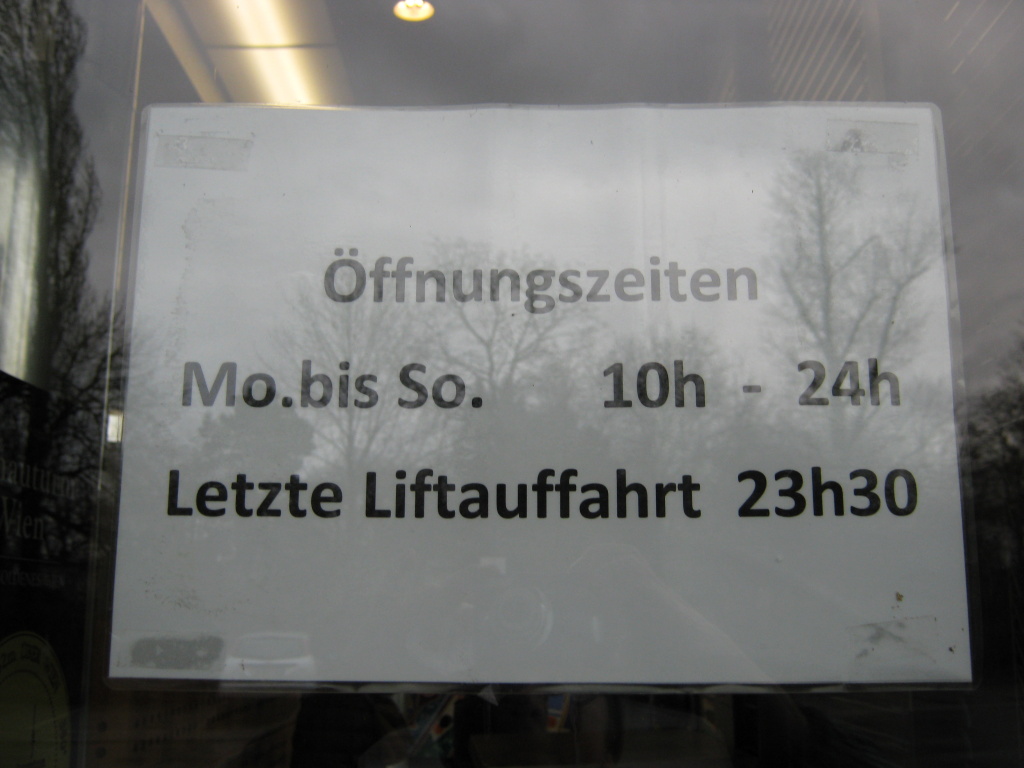 Öffnungszeiten
Mo.bis So. 10h - 24h
Letzte Liftauffahrt 23h30